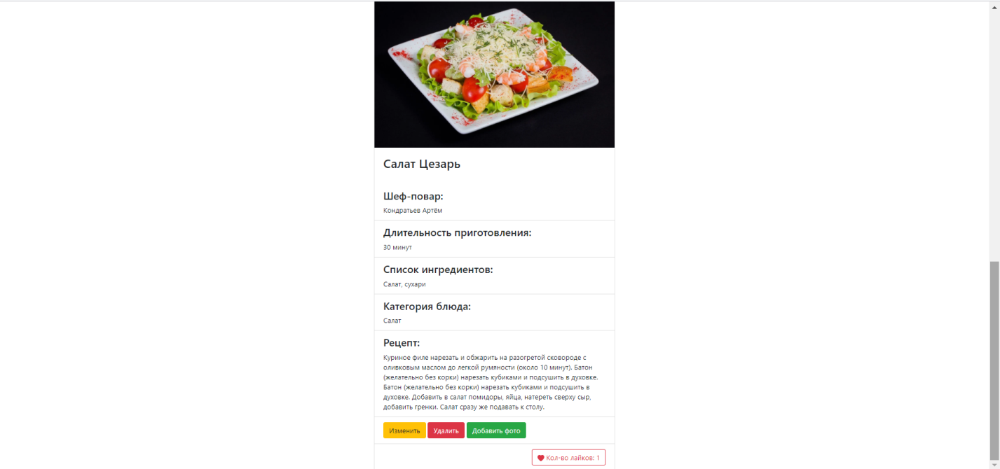 Салат Цезарь
Шеф-повар:
Кондратьев Артём
Длительность приготовления:
30 минут
Список ингредиентов:
Салат, сухари
Категория блюда:
Салат
Рецепт:
Куриное филе нарезать и обжарить на разогретой сковороде с
оливковым маслом до легкой румяности (около 10 минут). Батон
(желательно без корки) нарезать кубиками и подсушить в духовке.
Батон (желательно без корки) нарезать кубиками и подсушить в
духовке. Добавить в салат помидоры, яйца, натереть сверху сыр,
добавить гренки. Салат сразу же подавать к столу.
Изменить Удалить Добавить фото
Кол-во лайков: 1